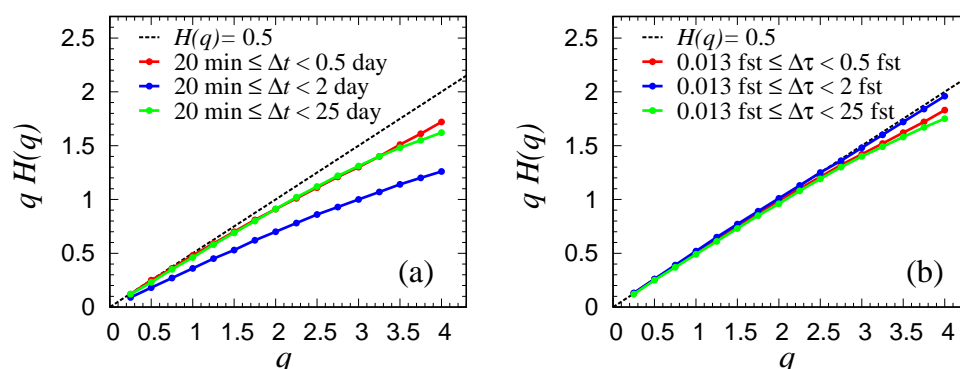 2.5
2
1.5
1
0.5
0
q H(q)
H(q)= 0.5
20 min ≤ Δt < 0.5 day
20 min ≤ Δt < 2 day
20 min ≤ Δt < 25 day
(a)
0 0.5 1 1.5 2 2.5 3 3.5 4
q
2.5
2
1.5
1
0.5
0
q H(q)
H(q)= 0.5
0.013 fst ≤ Δτ < 0.5 fst
0.013 fst ≤ Δτ < 2 fst
0.013 fst ≤ Δτ < 25 fst
(b)
0 0.5 1 1.5 2 2.5 3 3.5 4
q